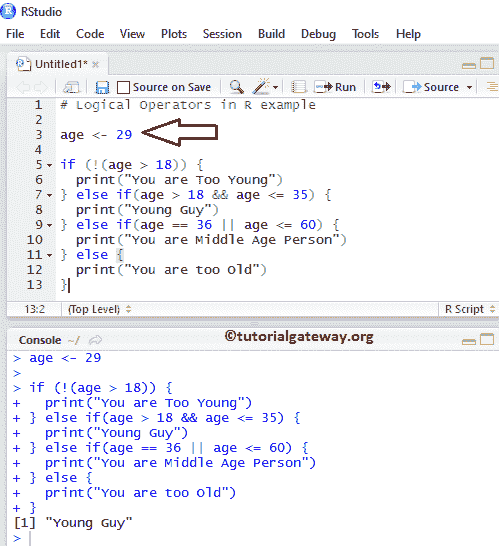 RStudio
File Edit Code View Plots Session Build Debug Tools Help
Untitled1*
Source on Save Run Source
1 # Logical Operators in R example
2
3 age <- 29
4
5 if (!(age > 18)) {
6   print("You are Too Young")
7 } else if(age > 18 && age <= 35) {
8   print("Young Guy")
9 } else if(age == 36 || age <= 60) {
10   print("You are Middle Age Person")
11 } else {
12   print("You are too Old")
13 }
13:2 (Top Level) R Script
©tutorialgateway.org
Console ~/
> age <- 29
>
> if (!(age > 18)) {
+   print("You are Too Young")
+ } else if(age > 18 && age <= 35) {
+   print("Young Guy")
+ } else if(age == 36 || age <= 60) {
+   print("You are Middle Age Person")
+ } else {
+   print("You are too Old")
+ }
[1] "Young Guy"
>